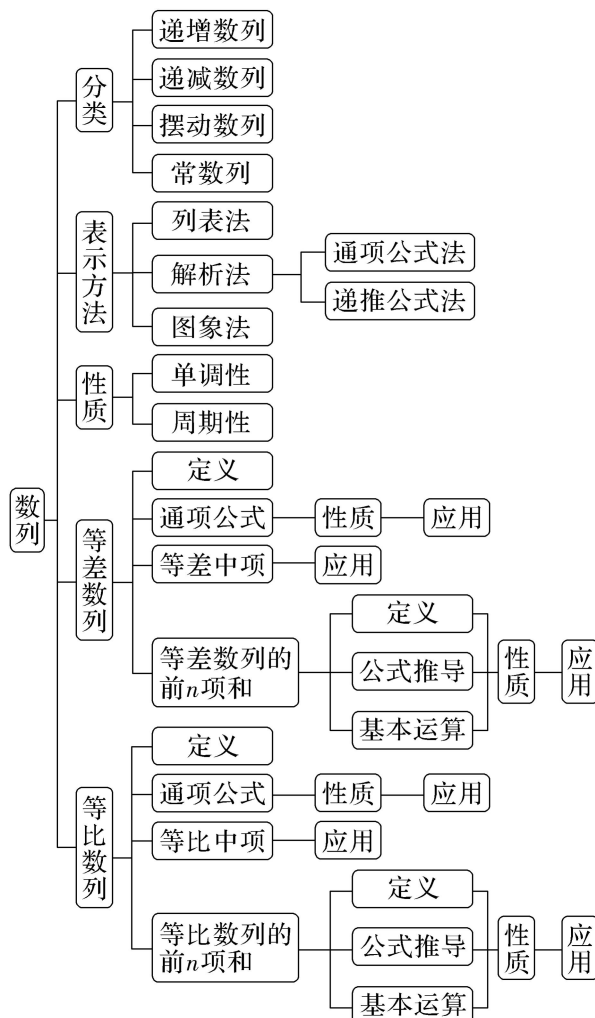 数列
分类
递增数列
递减数列
摆动数列
常数列
表示方法
列表法
解析法
通项公式法
递推公式法
图象法
性质
单调性
周期性
等差数列
定义
通项公式
性质
应用
等差中项
应用
等差数列的
前n项和
定义
公式推导
基本运算
性质
应用
等比数列
定义
通项公式
性质
应用
等比中项
应用
等比数列的
前n项和
定义
公式推导
基本运算
性质
应用